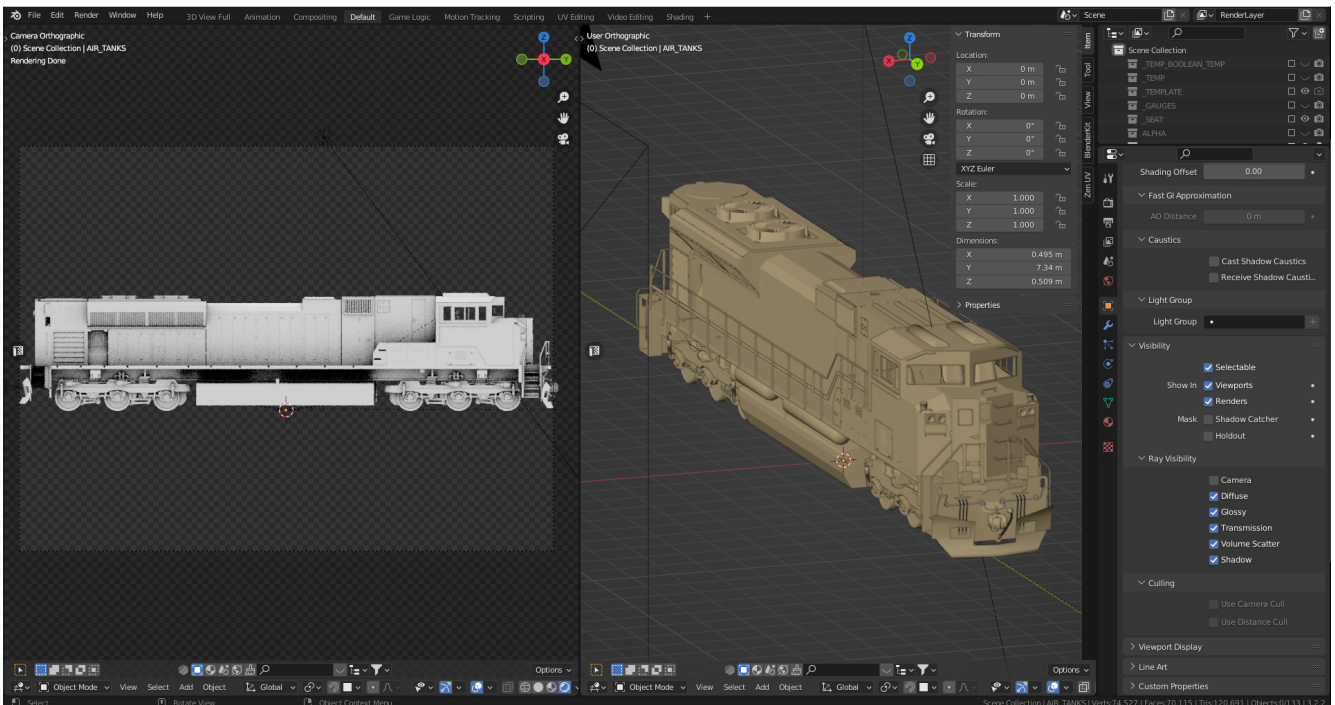 File Edit Render Window Help 3D View Full Animation Compositing Default Game Logic Motion Tracking Scripting UV Editing Video Editing Shading + Scene RenderLayer
Camera Orthographic
(0) Scene Collection | AIR_TANKS
Rendering Done
Options
Object Mode View Select Add Object Global
User Orthographic
(0) Scene Collection | AIR_TANKS
Transform
Location:
X 0 m
Y 0 m
Z 0 m
Rotation:
X 0°
Y 0°
Z 0°
XYZ Euler
Scale:
X 1.000
Y 1.000
Z 1.000
Dimensions:
X 0.495 m
Y 7.34 m
Z 0.509 m
Properties
Item
Tool
View
BlenderKit
Zen UV
Options
Object Mode View Select Add Object Global
Scene Collection
_TEMP_BOOLEAN_TEMP
_TEMP
_TEMPLATE
_GAUGES
_SEAT
ALPHA
Shading Offset 0.00
Fast GI Approximation
AO Distance 0 m
Caustics
Cast Shadow Caustics
Receive Shadow Causti...
Light Group
Light Group
Visibility
Selectable
Show In Viewports
Renders
Mask Shadow Catcher
Holdout
Ray Visibility
Camera
Diffuse
Glossy
Transmission
Volume Scatter
Shadow
Culling
Use Camera Cull
Use Distance Cull
Viewport Display
Line Art
Custom Properties
Select Rotate View Object Context Menu Scene Collection | AIR_TANKS | Verts:74,527 | Faces:70,115 | Tris:120,691 | Objects:0/133 | 3.2.2